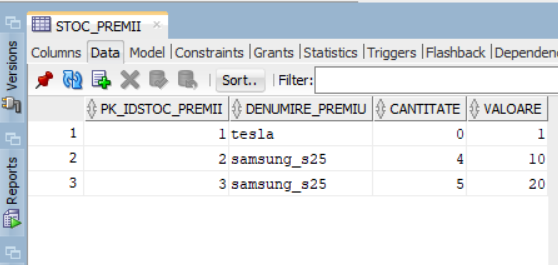 STOC_PREMII
Columns Data Model Constraints Grants Statistics Triggers Flashback Dependen
Sort.. Filter:
PK_IDSTOC_PREMII DENUMIRE_PREMIU CANTITATE VALOARE
1 1 tesla 0 1
2 2 samsung_s25 4 10
3 3 samsung_s25 5 20
Versions
Reports